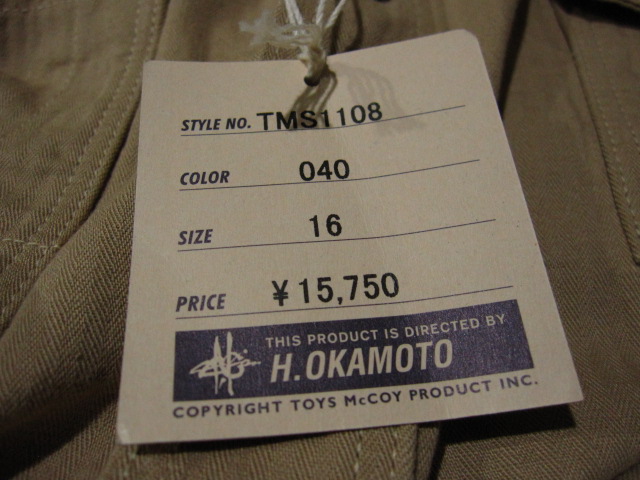 STYLE NO. TMS1108
COLOR 040
SIZE 16
PRICE ¥15,750
THIS PRODUCT IS DIRECTED BY
H.OKAMOTO
COPYRIGHT TOYS McCOY PRODUCT INC.